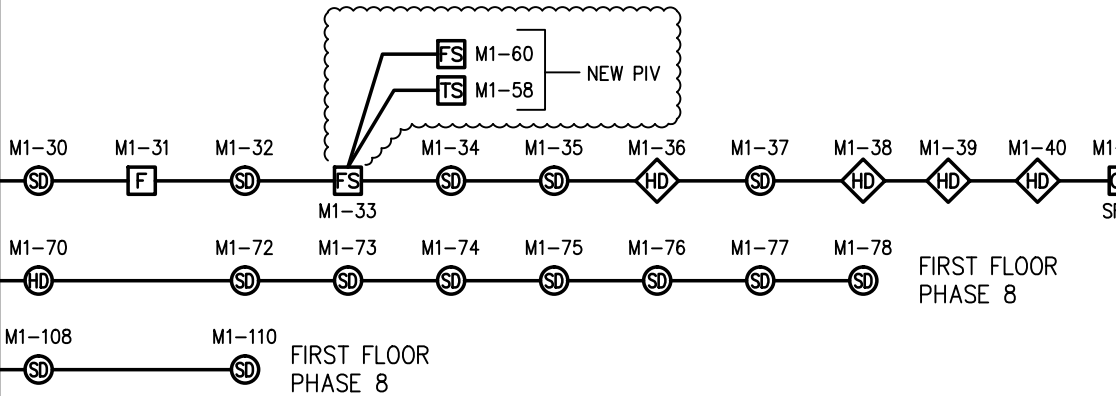 FS M1-60
NEW PIV
TS M1-58
M1-30 M1-31 M1-32 M1-34 M1-35 M1-36 M1-37 M1-38 M1-39 M1-40
SD F SD FS SD SD HD SD HD HD HD
M1-33
M1-70 M1-72 M1-73 M1-74 M1-75 M1-76 M1-77 M1-78
HD SD SD SD SD SD SD SD
FIRST FLOOR
PHASE 8
M1-108 M1-110
SD SD
FIRST FLOOR
PHASE 8